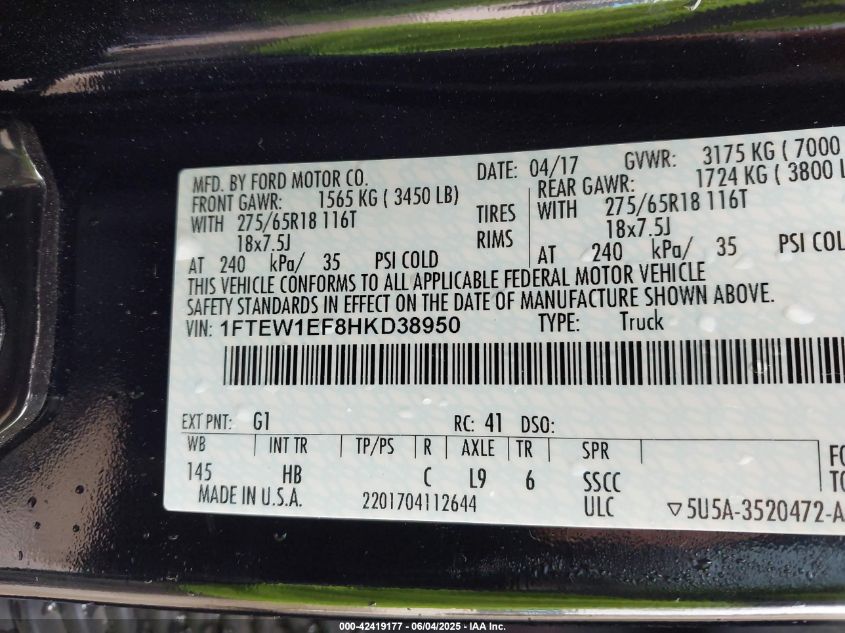 MFD. BY FORD MOTOR CO. DATE: 04/17 GVWR: 3175 KG ( 7000
FRONT GAWR: 1565 KG ( 3450 LB) REAR GAWR: 1724 KG ( 3800 L
WITH 275/65R18 116T TIRES WITH 275/65R18 116T
18x7.5J RIMS 18x7.5J
AT 240 kPa/ 35 PSI COLD AT 240 kPa/ 35 PSI COL
THIS VEHICLE CONFORMS TO ALL APPLICABLE FEDERAL MOTOR VEHICLE
SAFETY STANDARDS IN EFFECT ON THE DATE OF MANUFACTURE SHOWN ABOVE.
VIN: 1FTEW1EF8HKD38950 TYPE: Truck
EXT PNT: G1 RC: 41 DSO:
WB INT TR TP/PS R AXLE TR SPR FO
145 HB C L9 6 SSCC TO
MADE IN U.S.A. 2201704112644 ULC ▽5U5A-3520472-A
000-42419177 - 06/04/2025 - IAA Inc.